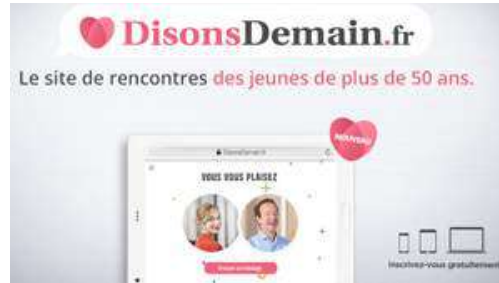 DisonsDemain.fr
Le site de rencontres des jeunes de plus de 50 ans.
NOUVEAU
VOUS VOUS PLAISEZ
Inscrivez-vous gratuitement